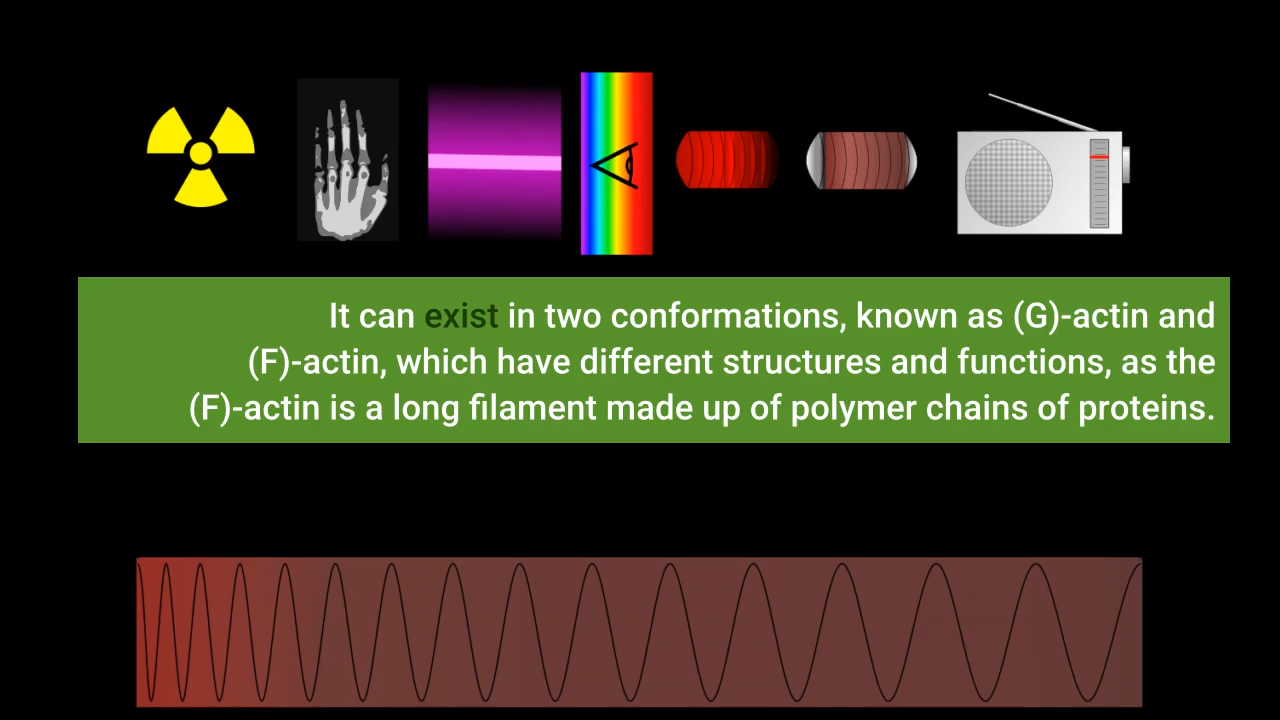 It can exist in two conformations, known as (G)-actin and
(F)-actin, which have different structures and functions, as the
(F)-actin is a long filament made up of polymer chains of proteins.